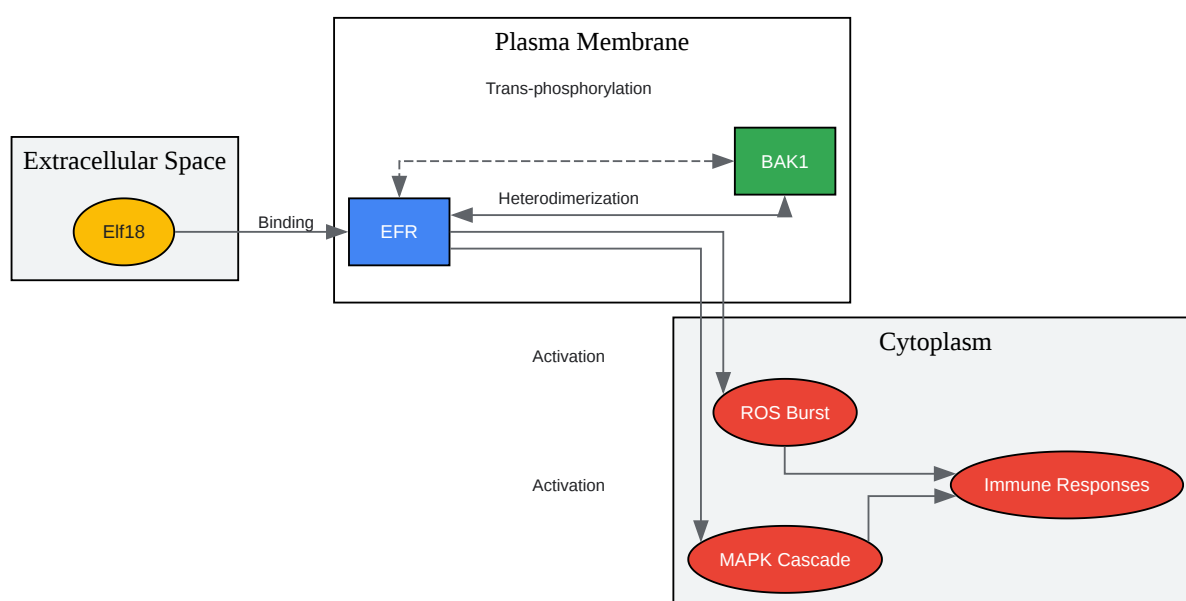 Plasma Membrane
Trans-phosphorylation
Extracellular Space
BAK1
Heterodimerization
Binding
Elf18
EFR
Cytoplasm
Activation
ROS Burst
Activation
Immune Responses
MAPK Cascade